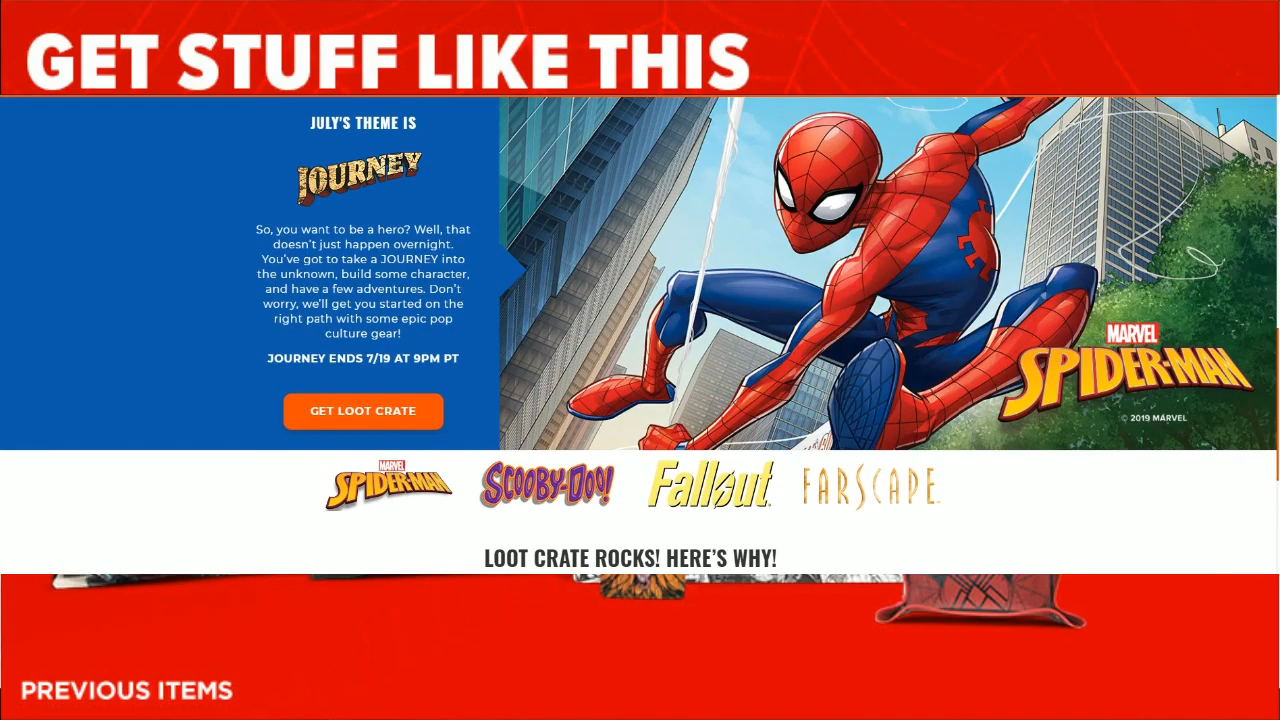 GET STUFF LIKE THIS
JULY'S THEME IS
JOURNEY
So, you want to be a hero? Well, that
doesn't just happen overnight.
You've got to take a JOURNEY into
the unknown, build some character,
and have a few adventures. Don't
worry, we'll get you started on the
right path with some epic pop
culture gear!
JOURNEY ENDS 7/19 AT 9PM PT
GET LOOT CRATE
MARVEL
SPIDER-MAN
© 2019 MARVEL
MARVEL
SPIDER-MAN
SCOOBY-DOO!
Fallout
FARSCAPE
LOOT CRATE ROCKS! HERE'S WHY!
PREVIOUS ITEMS